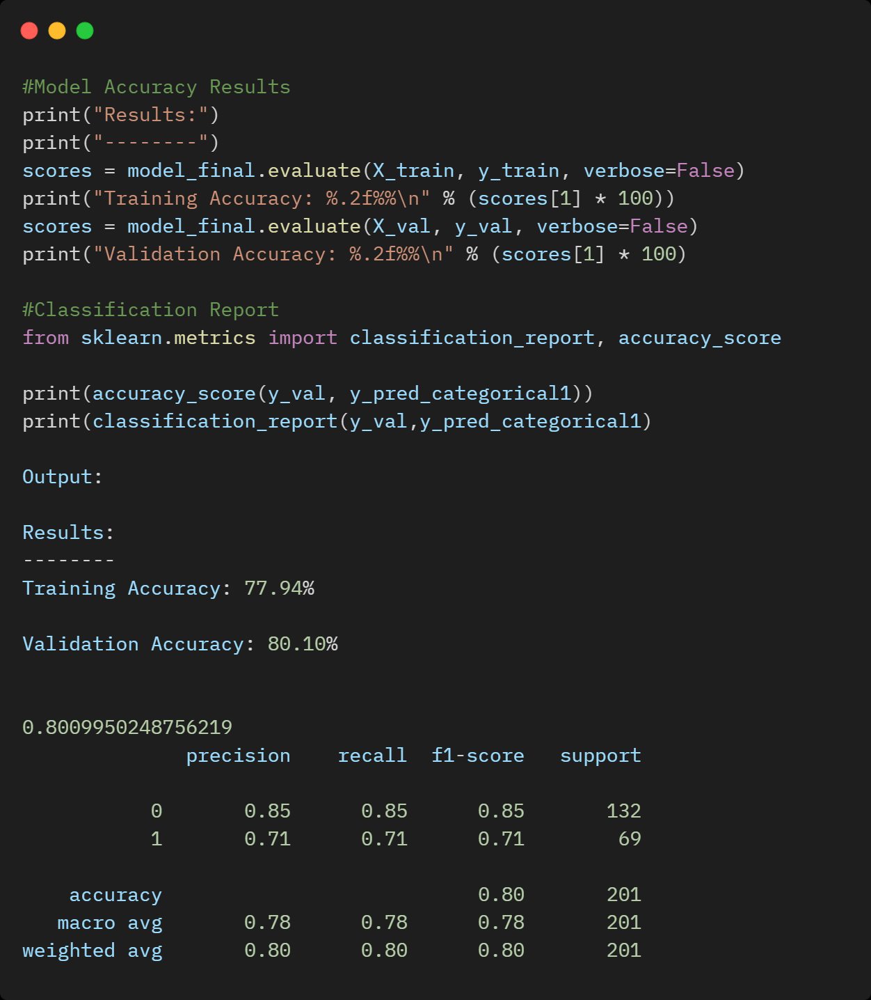 #Model Accuracy Results
print("Results:")
print("--------")
scores = model_final.evaluate(X_train, y_train, verbose=False)
print("Training Accuracy: %.2f%%\n" % (scores[1] * 100))
scores = model_final.evaluate(X_val, y_val, verbose=False)
print("Validation Accuracy: %.2f%%\n" % (scores[1] * 100)
#Classification Report
from sklearn.metrics import classification_report, accuracy_score
print(accuracy_score(y_val, y_pred_categorical1))
print(classification_report(y_val,y_pred_categorical1)
Output:
Results:
--------
Training Accuracy: 77.94%
Validation Accuracy: 80.10%
0.8009950248756219
precision    recall  f1-score   support
0       0.85      0.85      0.85       132
1       0.71      0.71      0.71        69
accuracy                           0.80       201
macro avg       0.78      0.78      0.78       201
weighted avg       0.80      0.80      0.80       201